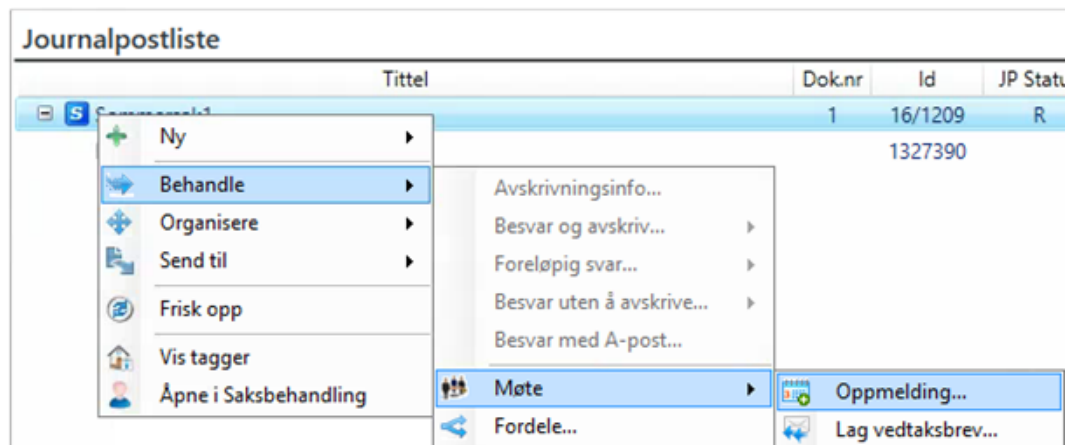 Journalpostliste
Tittel Dok.nr Id JP Statu
S 1 16/1209 R
Ny
1327390
Behandle
Avskrivningsinfo...
Organisere
Besvar og avskriv...
Send til
Foreløpig svar...
Besvar uten å avskrive...
Frisk opp
Besvar med A-post...
Vis tagger
Åpne i Saksbehandling
Møte
Oppmelding...
Fordele...
Lag vedtaksbrev...